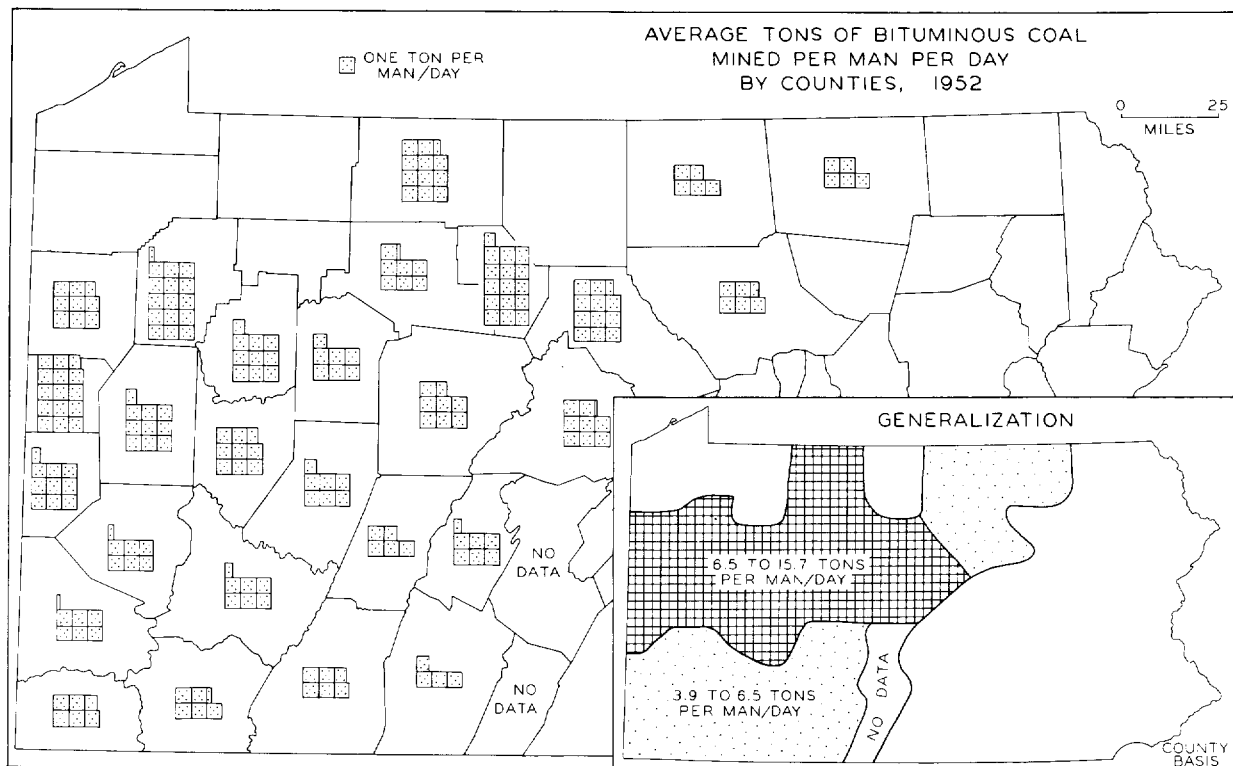 AVERAGE TONS OF BITUMINOUS COAL
MINED PER MAN PER DAY
BY COUNTIES, 1952
ONE TON PER
MAN/DAY
0 25
MILES
NO
DATA
NO
DATA
GENERALIZATION
6.5 TO 15.7 TONS
PER MAN/DAY
3.9 TO 6.5 TONS
PER MAN/DAY
NO DATA
COUNTY
BASIS